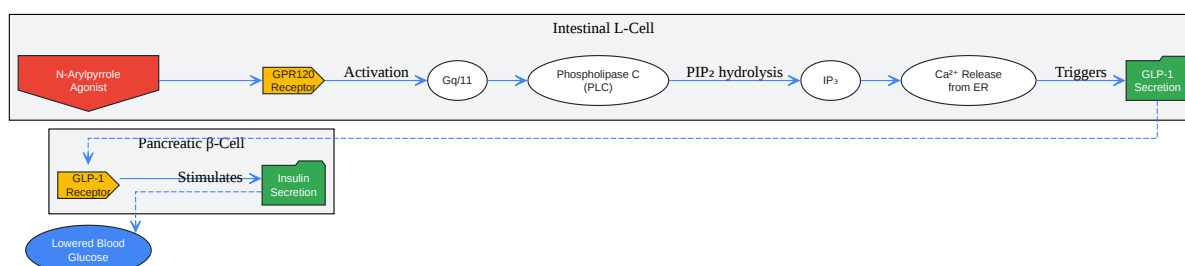 Intestinal L-Cell
N-Arylpyrrole
Agonist
GPR120
Receptor
Activation
Gq/11
Phospholipase C
(PLC)
PIP₂ hydrolysis
IP₃
Ca²⁺ Release
from ER
Triggers
GLP-1
Secretion
Pancreatic β-Cell
GLP-1
Receptor
Stimulates
Insulin
Secretion
Lowered Blood
Glucose